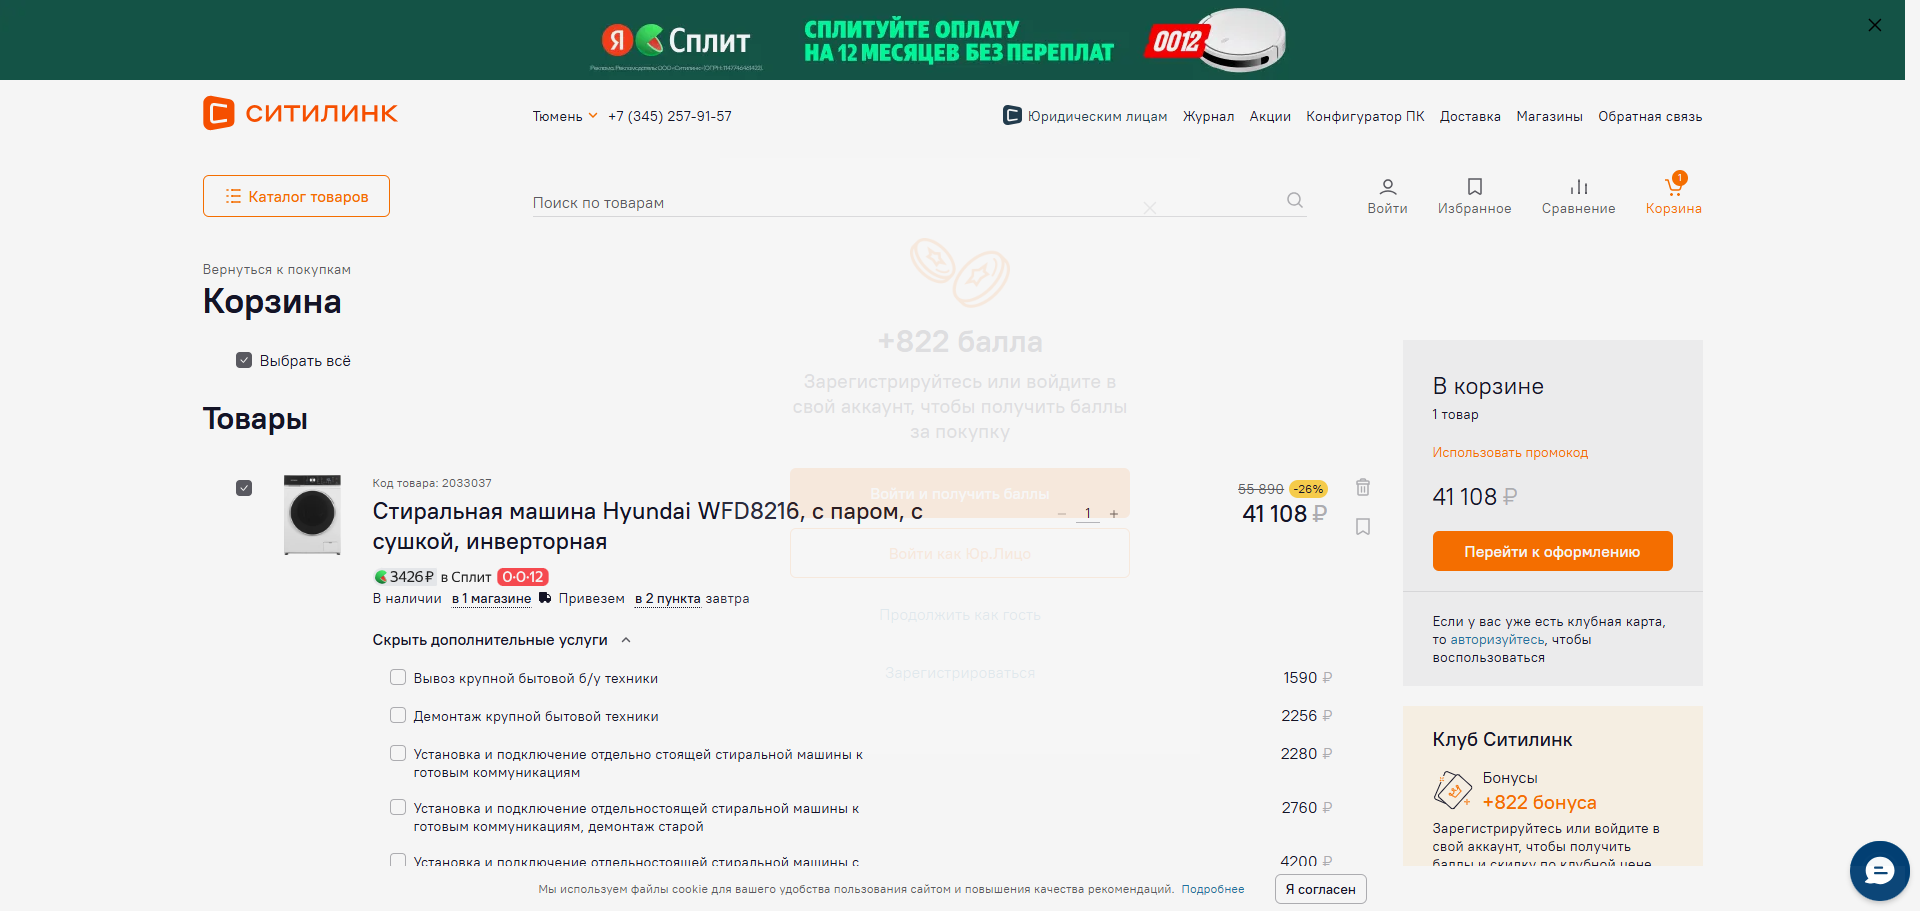 Я Сплит
СПЛИТУЙТЕ ОПЛАТУ
НА 12 МЕСЯЦЕВ БЕЗ ПЕРЕПЛАТ
0012
СИТИЛИНК
Тюмень
+7 (345) 257-91-57
Юридическим лицам
Журнал
Акции
Конфигуратор ПК
Доставка
Магазины
Обратная связь
Каталог товаров
Поиск по товарам
Войти
Избранное
Сравнение
1
Корзина
Вернуться к покупкам
Корзина
Выбрать всё
Товары
+822 балла
Зарегистрируйтесь или войдите в
свой аккаунт, чтобы получить баллы
за покупку
Войти и получить баллы
Войти как Юр.Лицо
Продолжить как гость
Зарегистрироваться
Код товара: 2033037
Стиральная машина Hyundai WFD8216, с паром, с
сушкой, инверторная
− 1 +
55 890 -26%
41 108 ₽
3426 ₽ в Сплит 0·0·12
В наличии в 1 магазине Привезем в 2 пункта завтра
Скрыть дополнительные услуги
Вывоз крупной бытовой б/у техники
1590 ₽
Демонтаж крупной бытовой техники
2256 ₽
Установка и подключение отдельно стоящей стиральной машины к
готовым коммуникациям
2280 ₽
Установка и подключение отдельностоящей стиральной машины к
готовым коммуникациям, демонтаж старой
2760 ₽
Установка и подключение отдельностоящей стиральной машины с
4200 ₽
В корзине
1 товар
Использовать промокод
41 108 ₽
Перейти к оформлению
Если у вас уже есть клубная карта,
то авторизуйтесь, чтобы
воспользоваться
Клуб Ситилинк
Бонусы
+822 бонуса
Зарегистрируйтесь или войдите в
свой аккаунт, чтобы получить
баллы и скидку по клубной цене
Мы используем файлы cookie для вашего удобства пользования сайтом и повышения качества рекомендаций. Подробнее
Я согласен